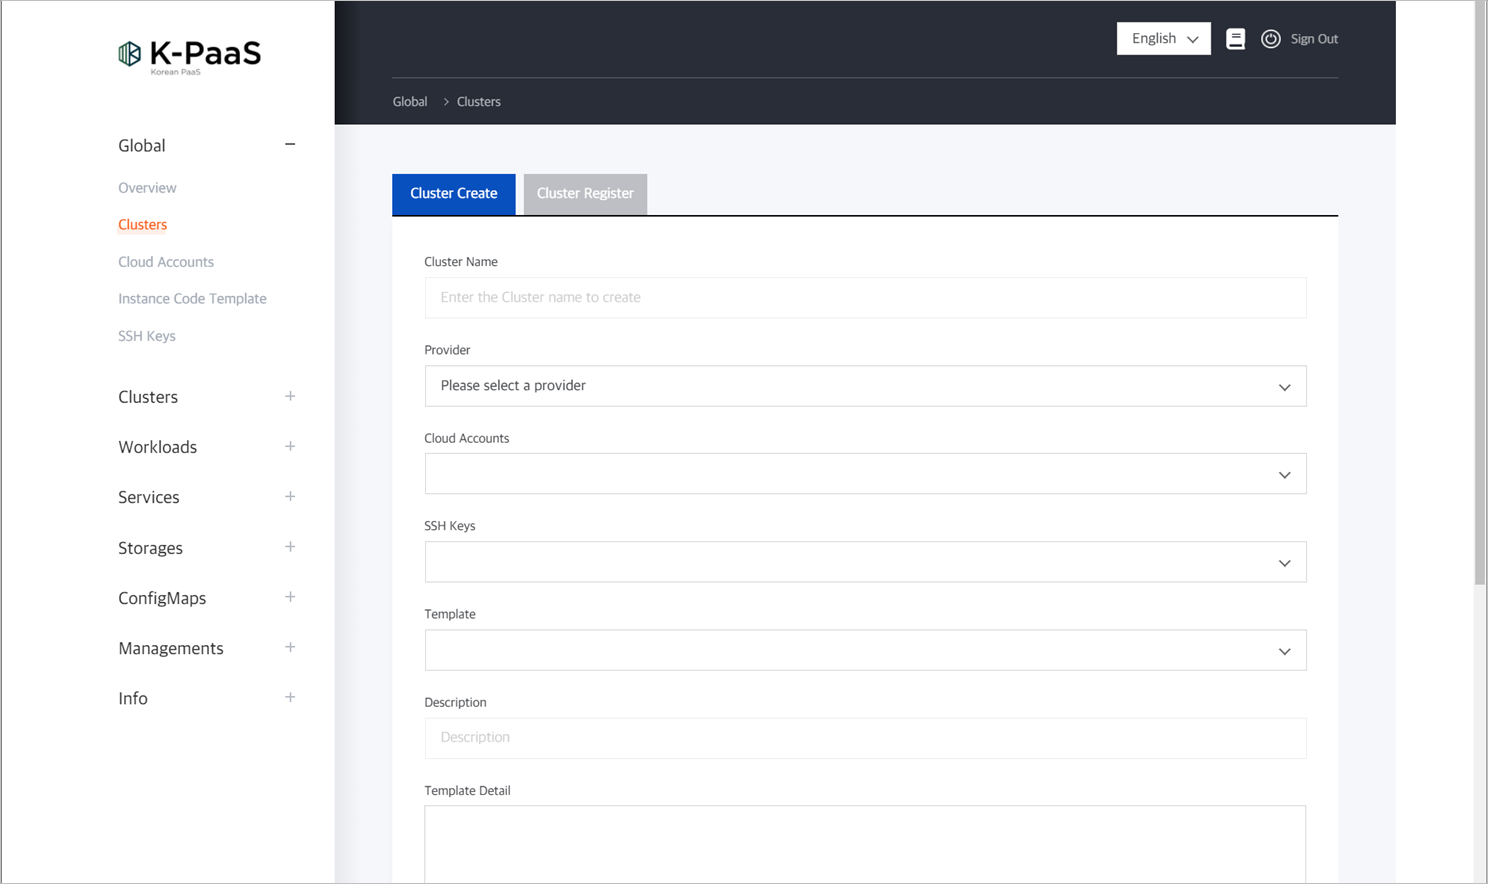 K-PaaS
Korean PaaS
English
Sign Out
Global > Clusters
Global −
Overview
Clusters
Cloud Accounts
Instance Code Template
SSH Keys
Clusters +
Workloads +
Services +
Storages +
ConfigMaps +
Managements +
Info +
Cluster Create
Cluster Register
Cluster Name
Enter the Cluster name to create
Provider
Please select a provider
Cloud Accounts
SSH Keys
Template
Description
Description
Template Detail